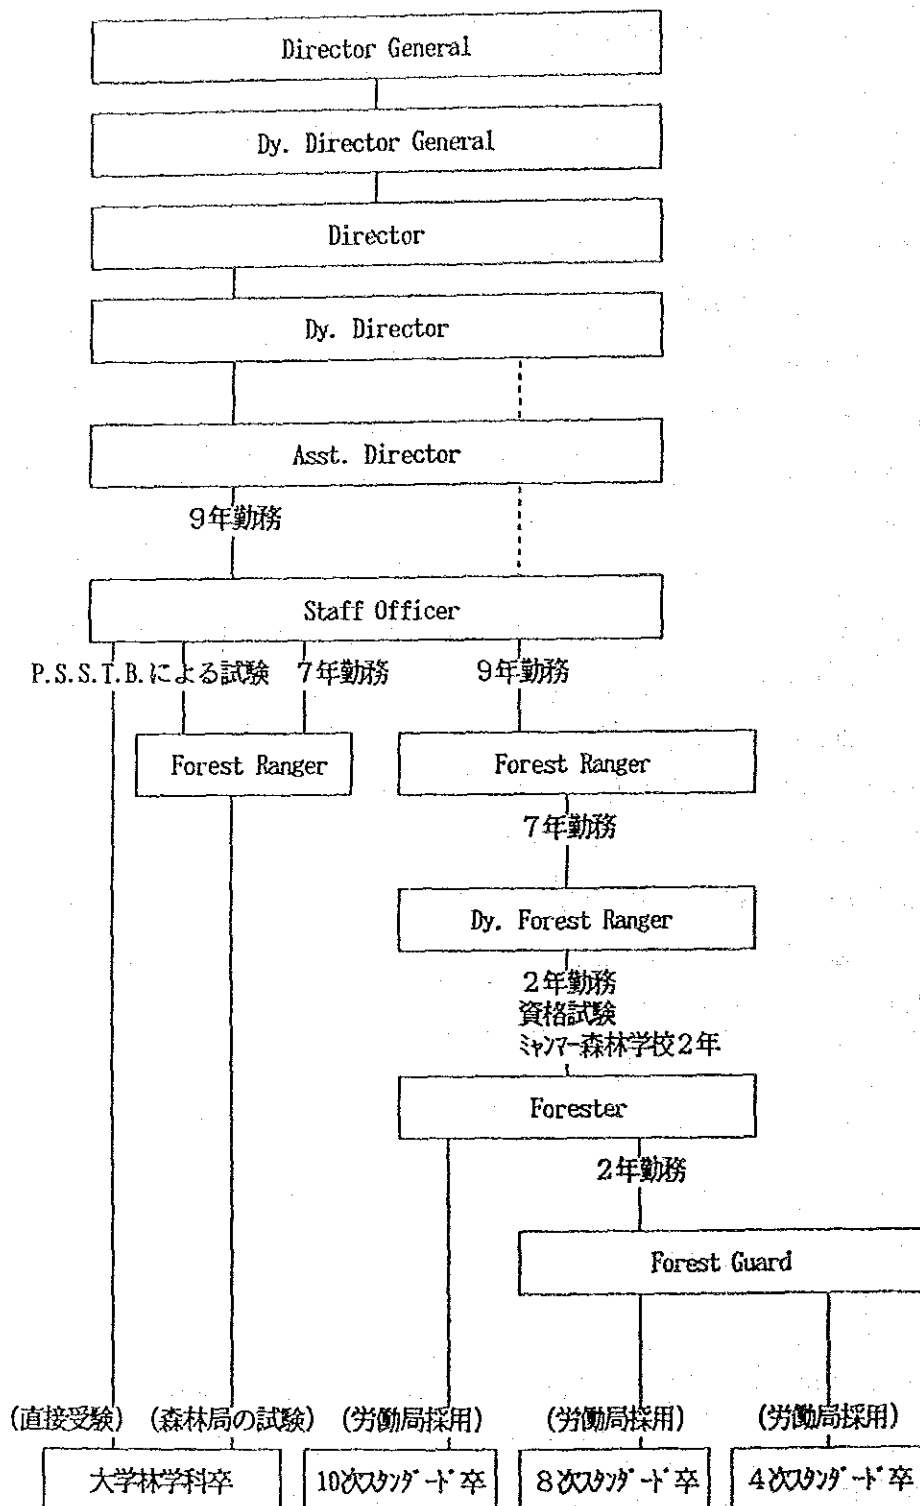 Director General
Dy. Director General
Director
Dy. Director
Asst. Director
9年勤務
Staff Officer
P.S.S.T.B.による試験 7年勤務 9年勤務
Forest Ranger Forest Ranger
7年勤務
Dy. Forest Ranger
2年勤務
資格試験
ミャンマー森林学校2年
Forester
2年勤務
Forest Guard
(直接受験) (森林局の試験) (労働局採用) (労働局採用) (労働局採用)
大学林学科卒 10次スタンダード卒 8次スタンダード卒 4次スタンダード卒